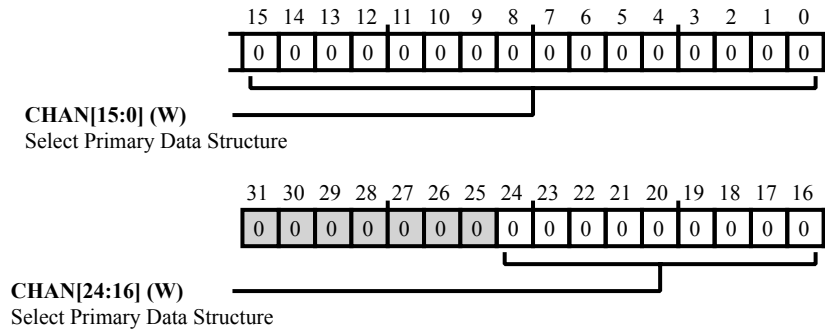 15 14 13 12 11 10 9 8 7 6 5 4 3 2 1 0
0 0 0 0 0 0 0 0 0 0 0 0 0 0 0 0
CHAN[15:0] (W)
Select Primary Data Structure
31 30 29 28 27 26 25 24 23 22 21 20 19 18 17 16
0 0 0 0 0 0 0 0 0 0 0 0 0 0 0 0
CHAN[24:16] (W)
Select Primary Data Structure